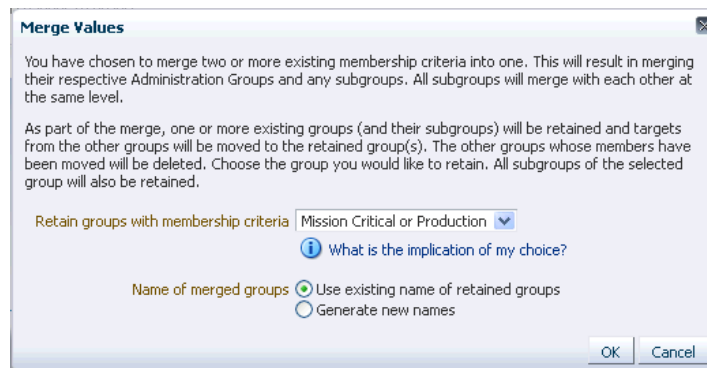 Merge Values
You have chosen to merge two or more existing membership criteria into one. This will result in merging
their respective Administration Groups and any subgroups. All subgroups will merge with each other at
the same level.
As part of the merge, one or more existing groups (and their subgroups) will be retained and targets
from the other groups will be moved to the retained group(s). The other groups whose members have
been moved will be deleted. Choose the group you would like to retain. All subgroups of the selected
group will also be retained.
Retain groups with membership criteria Mission Critical or Production
What is the implication of my choice?
Name of merged groups Use existing name of retained groups
Generate new names
OK Cancel